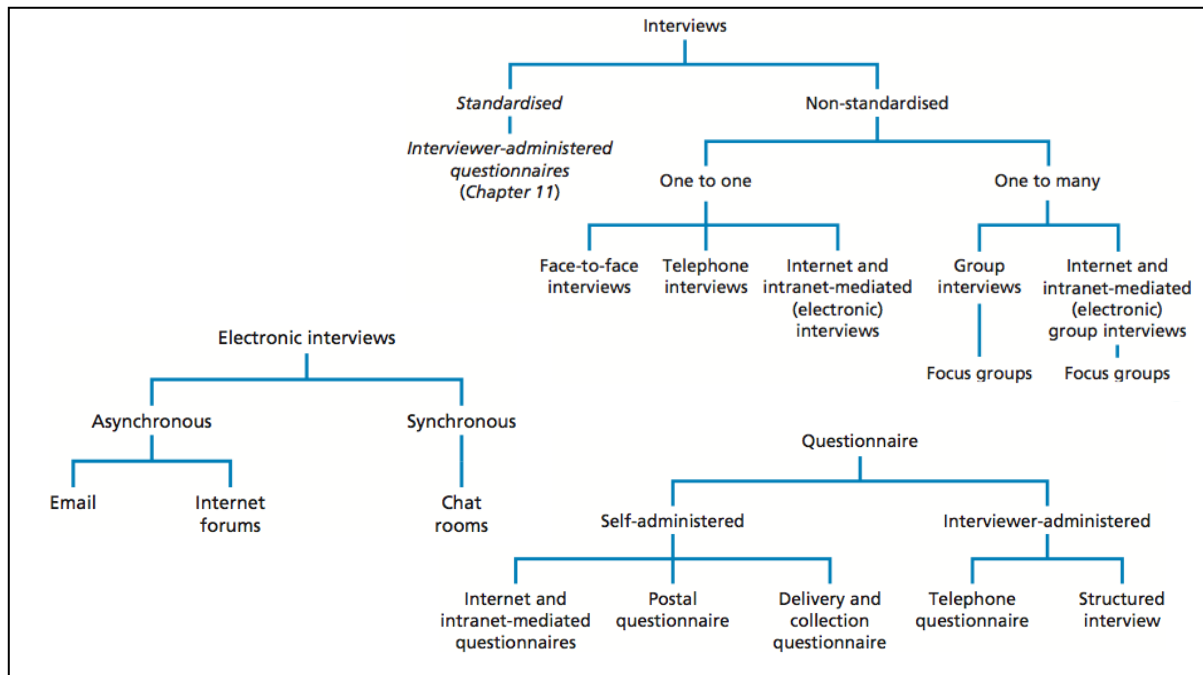 Interviews
Standardised
Non-standardised
Interviewer-administered
questionnaires
(Chapter 11)
One to one
One to many
Face-to-face
interviews
Telephone
interviews
Internet and
intranet-mediated
(electronic)
interviews
Group
interviews
Internet and
intranet-mediated
(electronic)
group interviews
Focus groups
Focus groups
Electronic interviews
Asynchronous
Synchronous
Email
Internet
forums
Chat
rooms
Questionnaire
Self-administered
Interviewer-administered
Internet and
intranet-mediated
questionnaires
Postal
questionnaire
Delivery and
collection
questionnaire
Telephone
questionnaire
Structured
interview